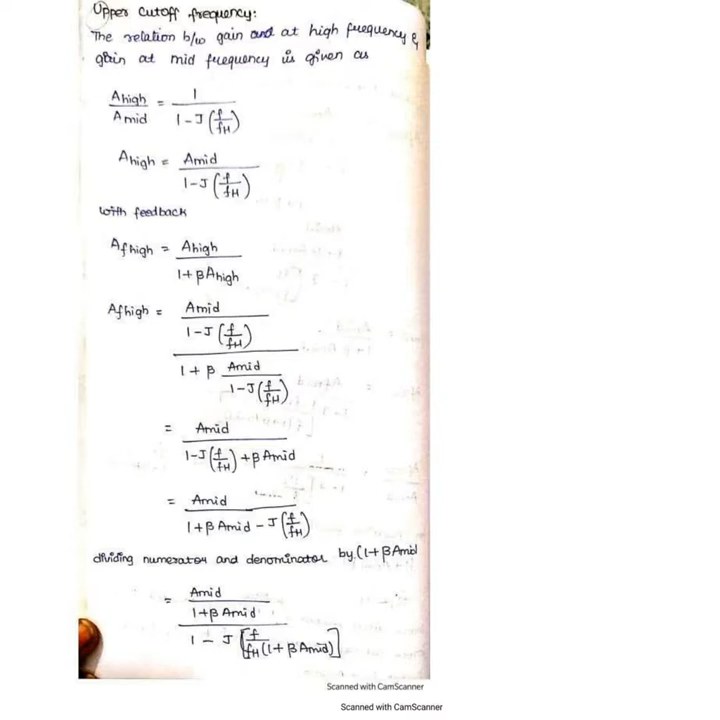 Upper cutoff frequency:
The relation b/w gain and at high frequency &
gain at mid frequency is given as
Ahigh / Amid = 1 / (1 - J (f/fH))
Ahigh = Amid / (1 - J (f/fH))
with feedback
Afhigh = Ahigh / (1 + β Ahigh)
Afhigh = (Amid / (1 - J (f/fH))) / (1 + β Amid / (1 - J (f/fH)))
= Amid / (1 - J (f/fH) + β Amid)
= Amid / (1 + β Amid - J (f/fH))
dividing numerator and denominator by (1 + β Amid
= (Amid / (1 + β Amid)) / (1 - J [f / fH (1 + β Amid)])
Scanned with CamScanner
Scanned with CamScanner